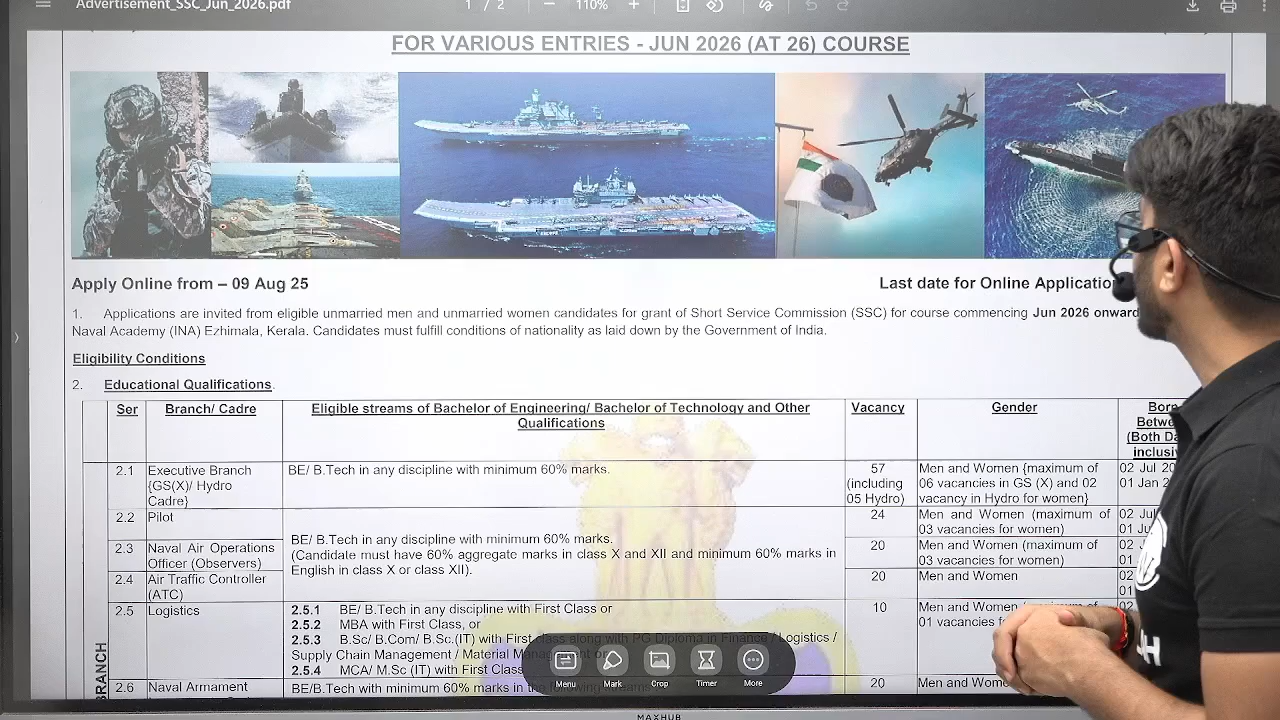 Advertisement_SSC_Jun_2026.pdf
1 / 2
110%
FOR VARIOUS ENTRIES - JUN 2026 (AT 26) COURSE
Apply Online from – 09 Aug 25
Last date for Online Application
1. Applications are invited from eligible unmarried men and unmarried women candidates for grant of Short Service Commission (SSC) for course commencing Jun 2026 onward
Naval Academy (INA) Ezhimala, Kerala. Candidates must fulfill conditions of nationality as laid down by the Government of India.
Eligibility Conditions
2. Educational Qualifications.
Ser
Branch/ Cadre
Eligible streams of Bachelor of Engineering/ Bachelor of Technology and Other
Qualifications
Vacancy
Gender
Born
Betwe
(Both Da
inclusiv
2.1
Executive Branch
{GS(X)/ Hydro
Cadre}
BE/ B.Tech in any discipline with minimum 60% marks.
57
(including
05 Hydro)
Men and Women {maximum of
06 vacancies in GS (X) and 02
vacancy in Hydro for women}
02 Jul 20
01 Jan 2
2.2
Pilot
BE/ B.Tech in any discipline with minimum 60% marks.
(Candidate must have 60% aggregate marks in class X and XII and minimum 60% marks in
English in class X or class XII).
24
Men and Women (maximum of
03 vacancies for women)
02 Jul
01 Ju
2.3
Naval Air Operations
Officer (Observers)
20
Men and Women (maximum of
03 vacancies for women)
02
01
2.4
Air Traffic Controller
(ATC)
20
Men and Women
02
01
2.5
Logistics
2.5.1 BE/ B.Tech in any discipline with First Class or
2.5.2 MBA with First Class, or
2.5.3 B.Sc/ B.Com/ B.Sc.(IT) with First class along with PG Diploma in Finance / Logistics /
Supply Chain Management / Material Management or
2.5.4 MCA/ M.Sc (IT) with First Class
10
Men and Women (maximum of
01 vacancies f
02
BRANCH
2.6
Naval Armament
BE/B.Tech with minimum 60% marks in the following streams
20
Men and Wom
02
Menu
Mark
Crop
Timer
More
MAXHUB